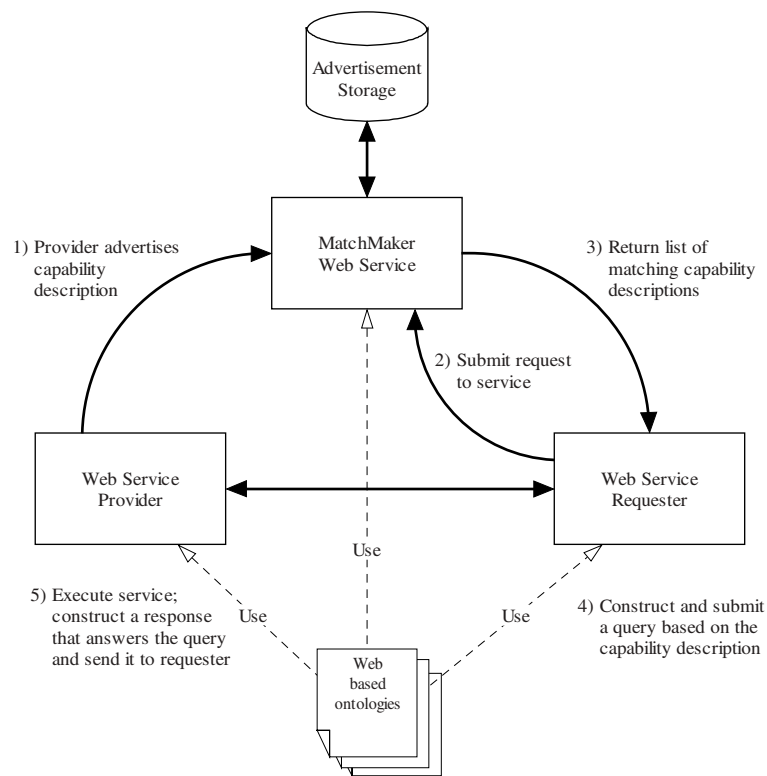 Advertisement
Storage
1) Provider advertises
capability
description
MatchMaker
Web Service
3) Return list of
matching capability
descriptions
2) Submit request
to service
Web Service
Provider
Web Service
Requester
Use
5) Execute service;
construct a response
that answers the query
and send it to requester
Use
Use
4) Construct and submit
a query based on the
capability description
Web
based
ontologies